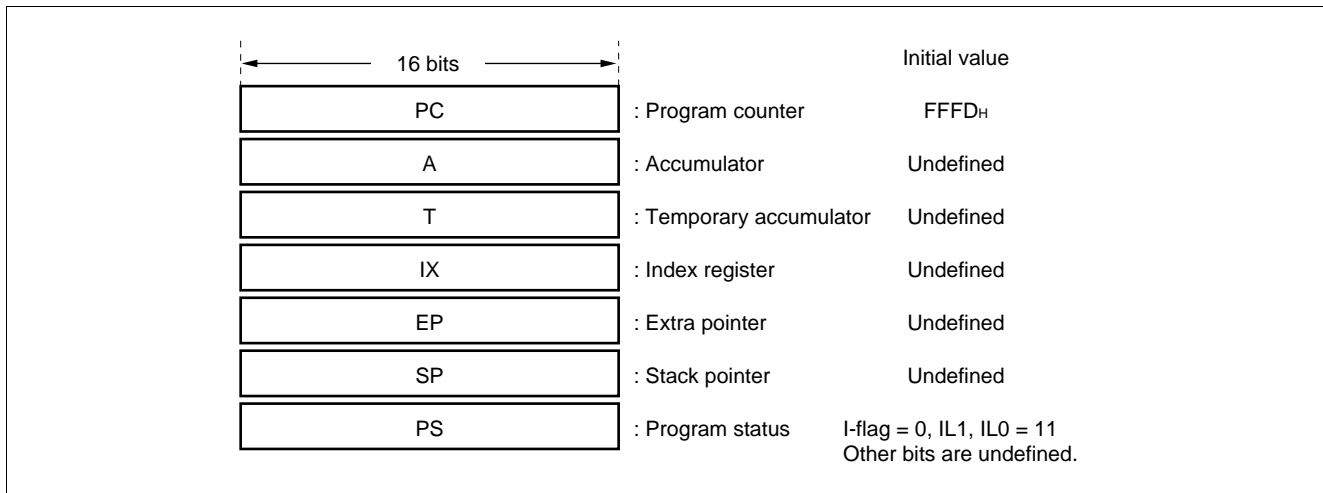 16 bits Initial value
PC : Program counter FFFDH
A : Accumulator Undefined
T : Temporary accumulator Undefined
IX : Index register Undefined
EP : Extra pointer Undefined
SP : Stack pointer Undefined
PS : Program status I-flag = 0, IL1, IL0 = 11
Other bits are undefined.